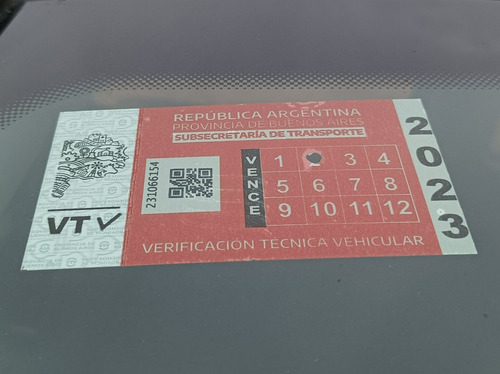 REPÚBLICA ARGENTINA
PROVINCIA DE BUENOS AIRES
SUBSECRETARÍA DE TRANSPORTE
231066154
VENCE
1 3 4
5 6 7 8
9 10 11 12
2023
VTV
VERIFICACIÓN TÉCNICA VEHICULAR